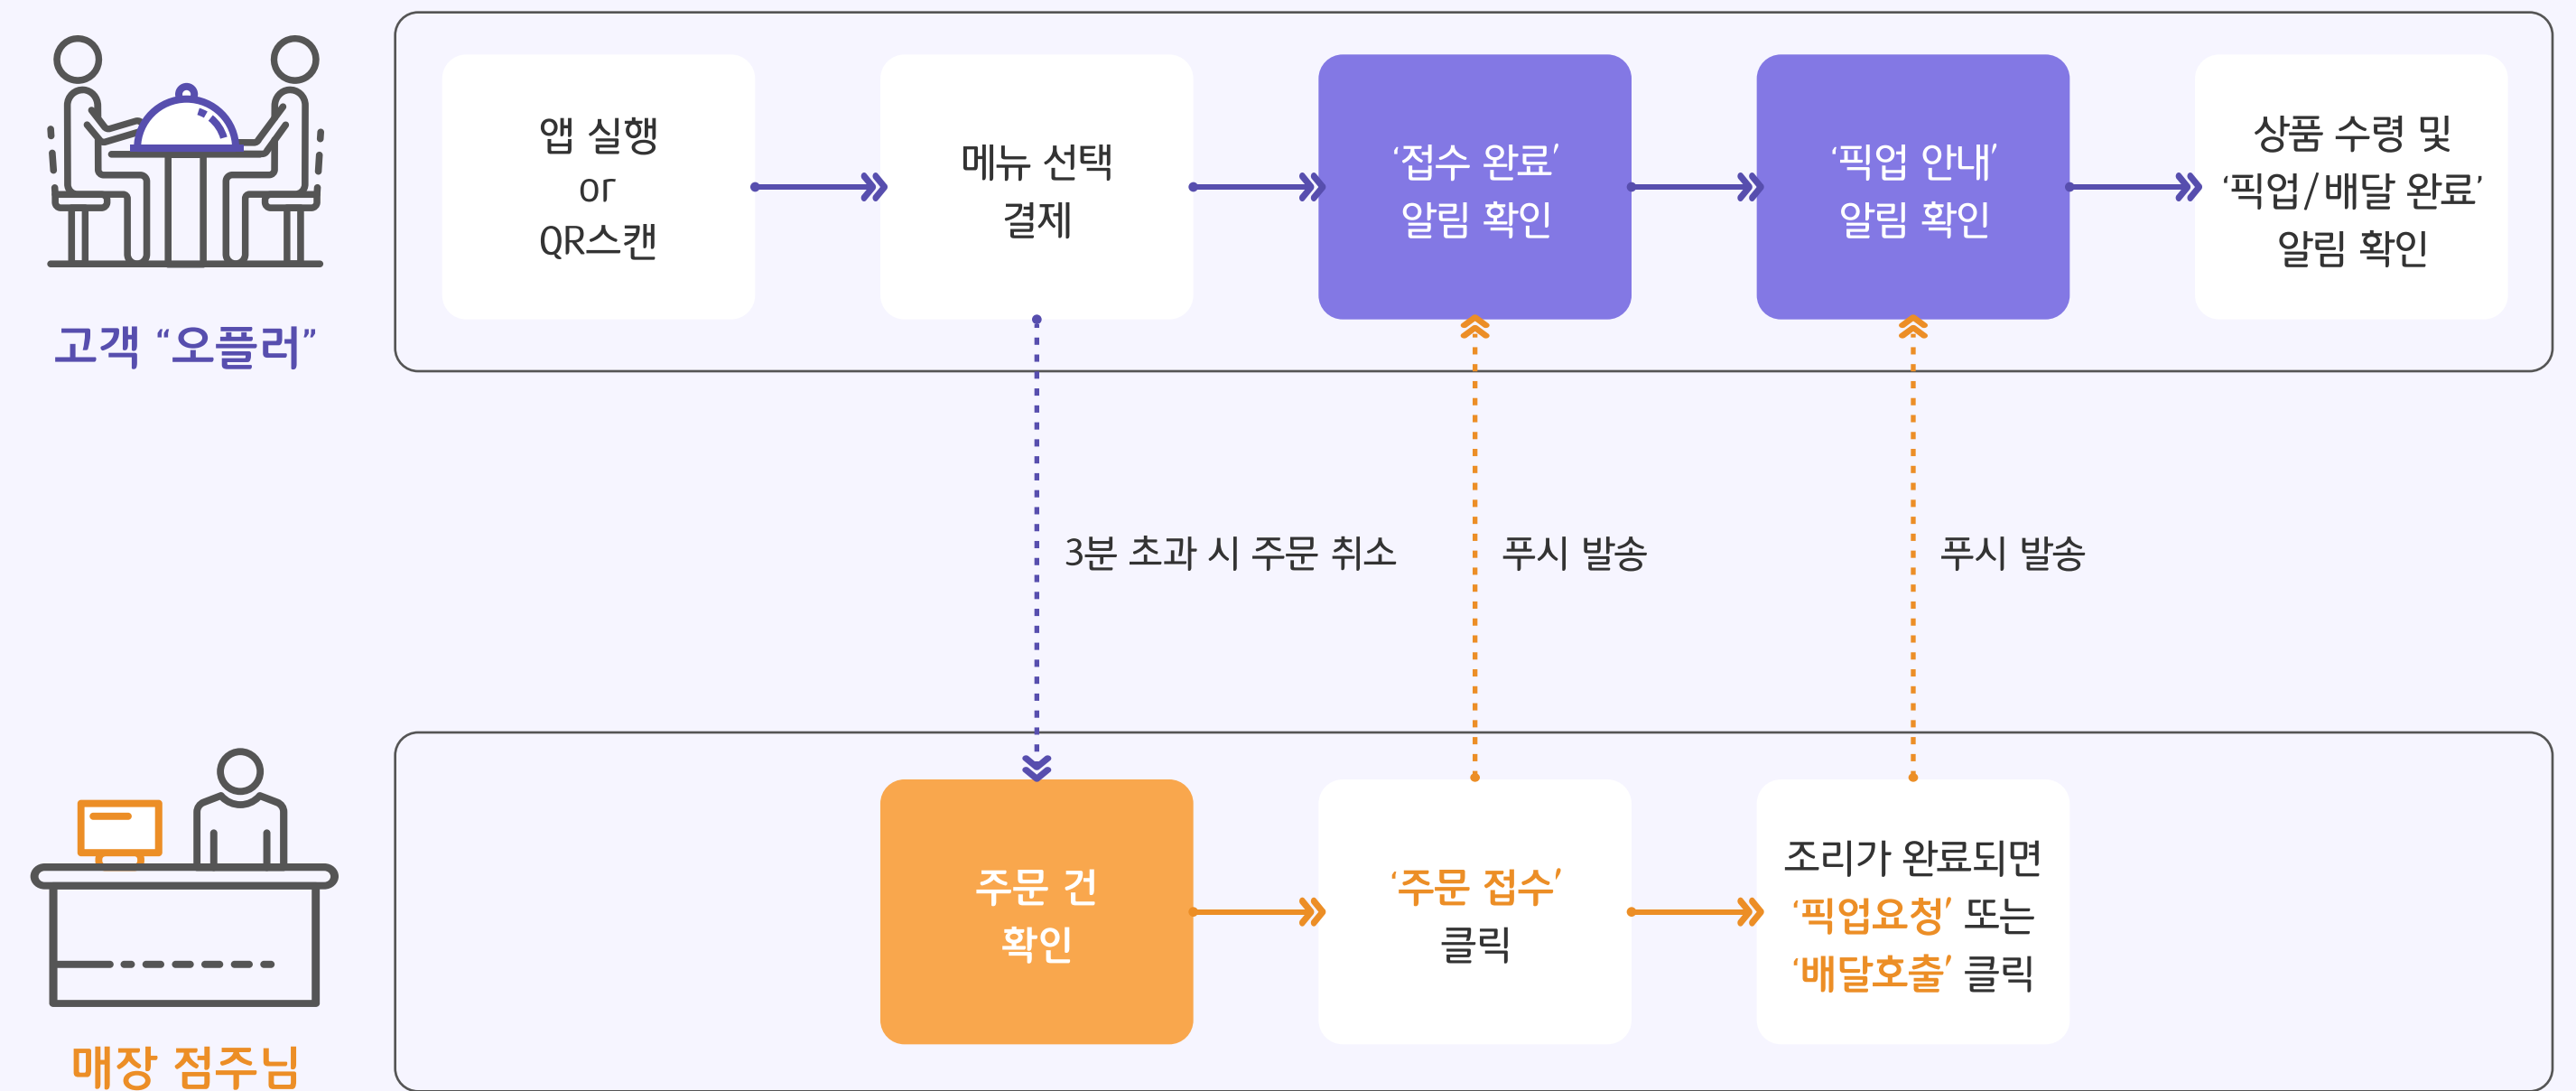 앱 실행
or
QR스캔
메뉴 선택
결제
‘접수 완료’
알림 확인
‘픽업 안내’
알림 확인
상품 수령 및
‘픽업/배달 완료’
알림 확인
고객 “오플러”
3분 초과 시 주문 취소
푸시 발송
푸시 발송
주문 건
확인
‘주문 접수’
클릭
조리가 완료되면
‘픽업요청’ 또는
‘배달호출’ 클릭
매장 점주님